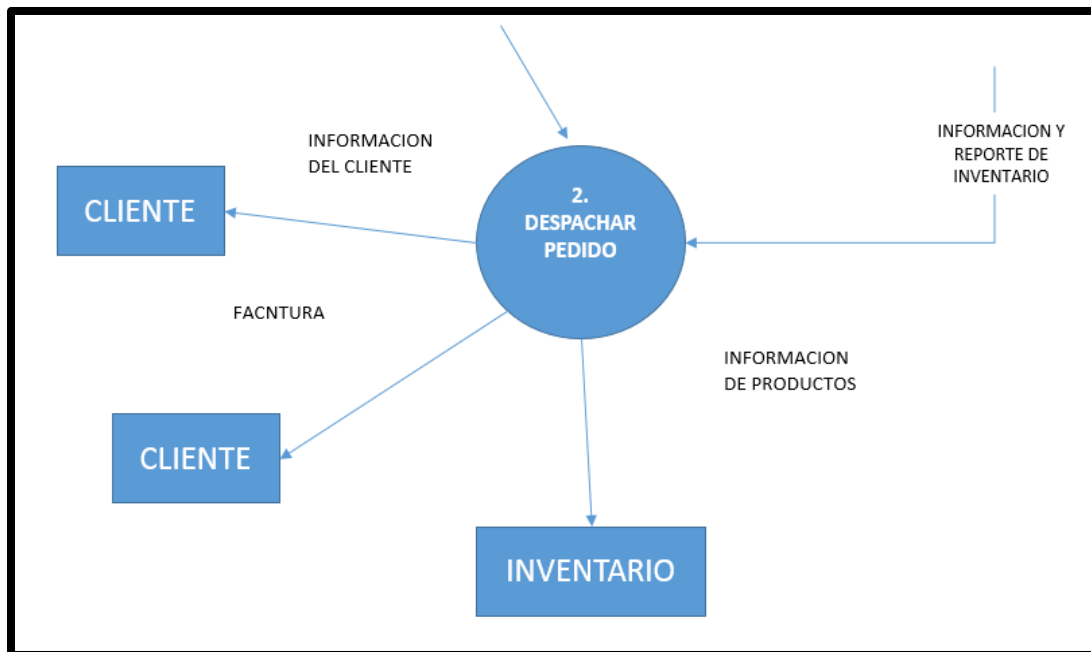 INFORMACION
DEL CLIENTE
INFORMACION Y
REPORTE DE
INVENTARIO
CLIENTE
2.
DESPACHAR
PEDIDO
FACNTURA
INFORMACION
DE PRODUCTOS
CLIENTE
INVENTARIO